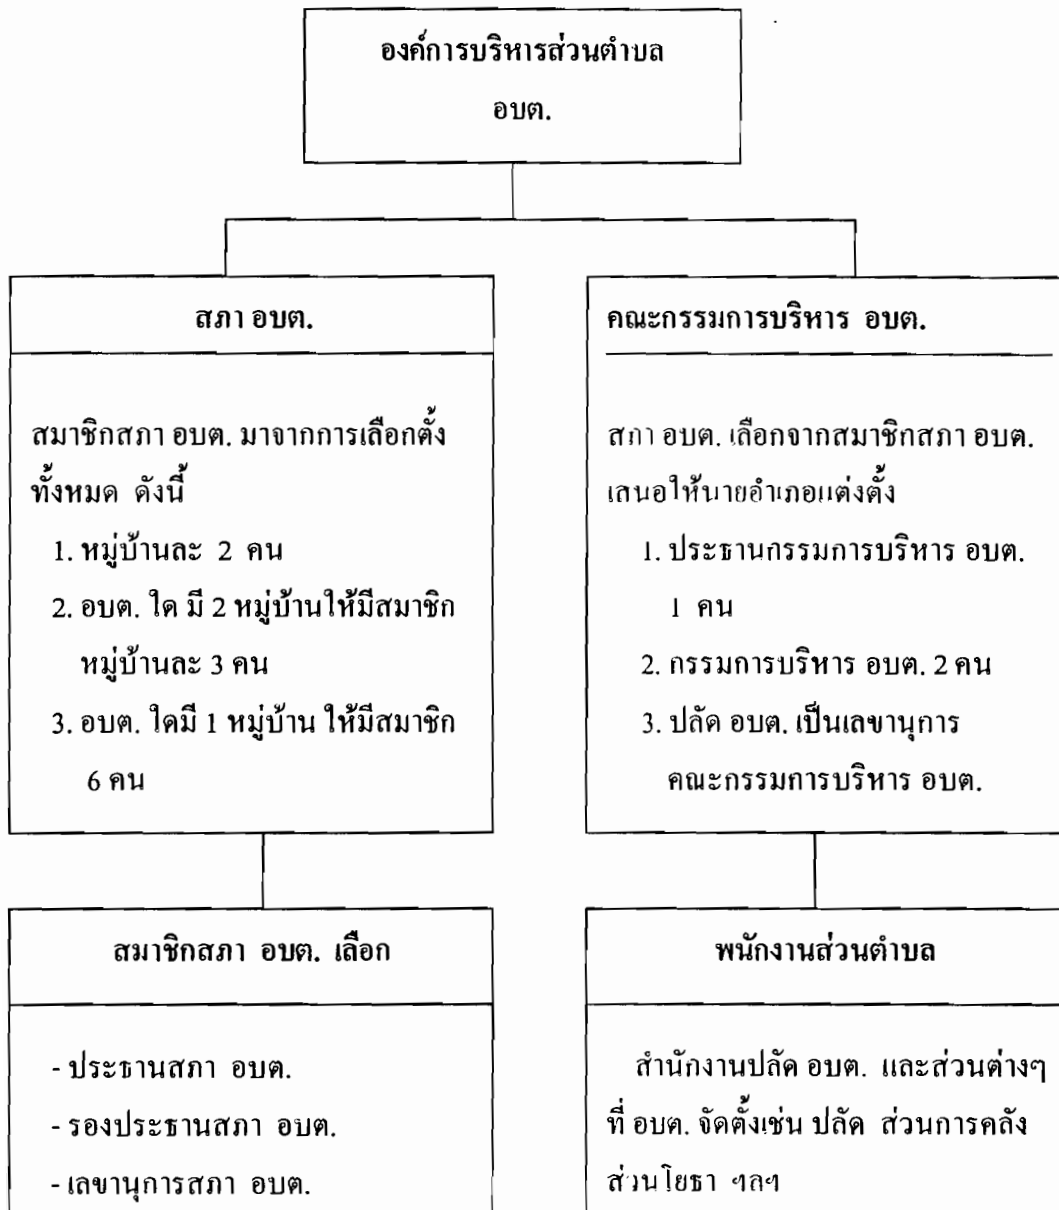 องค์การบริหารส่วนตำบล
อบต.
สภา อบต.
สมาชิกสภา อบต. มาจากการเลือกตั้ง
ทั้งหมด ดังนี้
1. หมู่บ้านละ 2 คน
2. อบต. ใด มี 2 หมู่บ้านให้มีสมาชิก
หมู่บ้านละ 3 คน
3. อบต. ใดมี 1 หมู่บ้าน ให้มีสมาชิก
6 คน
คณะกรรมการบริหาร อบต.
สภา อบต. เลือกจากสมาชิกสภา อบต.
เสนอให้นายอำเภอแต่งตั้ง
1. ประธานกรรมการบริหาร อบต.
1 คน
2. กรรมการบริหาร อบต. 2 คน
3. ปลัด อบต. เป็นเลขานุการ
คณะกรรมการบริหาร อบต.
สมาชิกสภา อบต. เลือก
- ประธานสภา อบต.
- รองประธานสภา อบต.
- เลขานุการสภา อบต.
พนักงานส่วนตำบล
สำนักงานปลัด อบต. และส่วนต่างๆ
ที่ อบต. จัดตั้งเช่น ปลัด ส่วนการคลัง
ส่วนโยธา ฯลฯ